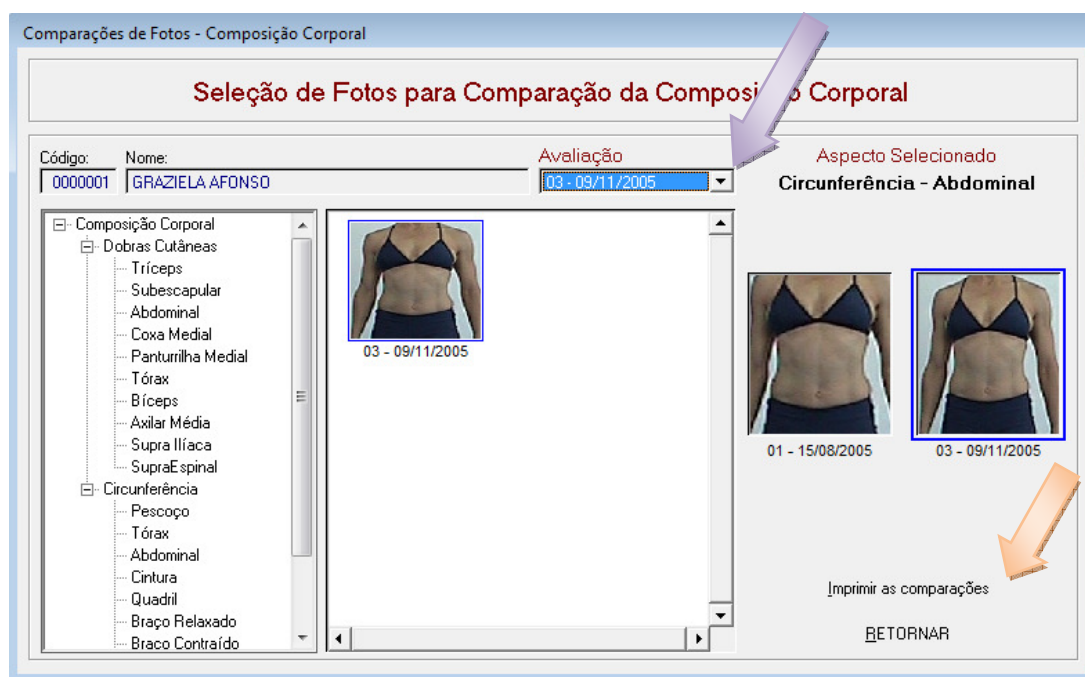 Comparações de Fotos - Composição Corporal
Seleção de Fotos para Comparação da Composição Corporal
Código: Nome: Avaliação
0000001 GRAZIELA AFONSO 03 - 09/11/2005
Aspecto Selecionado
Circunferência - Abdominal
Composição Corporal
Dobras Cutâneas
Tríceps
Subescapular
Abdominal
Coxa Medial
Panturrilha Medial
Tórax
Bíceps
Axilar Média
Supra Ilíaca
SupraEspinal
Circunferência
Pescoço
Tórax
Abdominal
Cintura
Quadril
Braço Relaxado
Braco Contraído
03 - 09/11/2005
01 - 15/08/2005
03 - 09/11/2005
Imprimir as comparações
RETORNAR